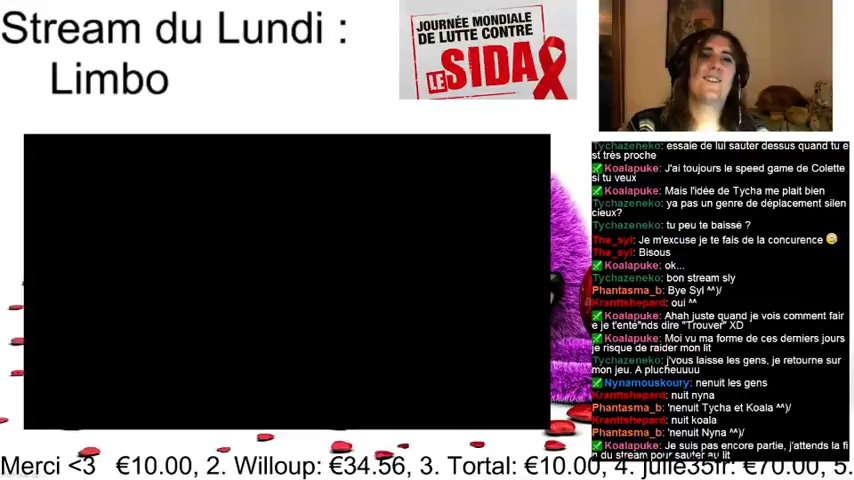 Stream du Lundi :
Limbo
JOURNÉE MONDIALE
DE LUTTE CONTRE
LE SIDA
Tychazeneko: essaie de lui sauter dessus quand tu e
st très proche
Koalapuke: J'ai toujours le speed game de Colette
si tu veux
Koalapuke: Mais l'idée de Tycha me plait bien
Tychazeneko: ya pas un genre de déplacement silen
cieux?
Tychazeneko: tu peu te baissé ?
The_syl: Je m'excuse je te fais de la concurence
The_syl: Bisous
Koalapuke: ok...
Tychazeneko: bon stream sly
Phantasma_b: Bye Syl ^^)/
Kranttshepard: oui ^^
Koalapuke: Ahah juste quand je vois comment fair
e je t'enté"nds dire "Trouver" XD
Koalapuke: Moi vu ma forme de ces derniers jours
je risque de raider mon lit
Tychazeneko: j'vous laisse les gens, je retourne sur
mon jeu. A plucheuuuu
Nynamouskoury: nenuit les gens
Kranttshepard: nuit nyna
Phantasma_b: 'nenuit Tycha et Koala ^^)/
Kranttshepard: nuit koala
Phantasma_b: 'nenuit Nyna ^^)/
Koalapuke: Je suis pas encore partie, j'attends la fi
n du stream pour sauter au lit
Merci <3 €10.00, 2. Willoup: €34.56, 3. Tortal: €10.00, 4. julie35fr: €70.00, 5.